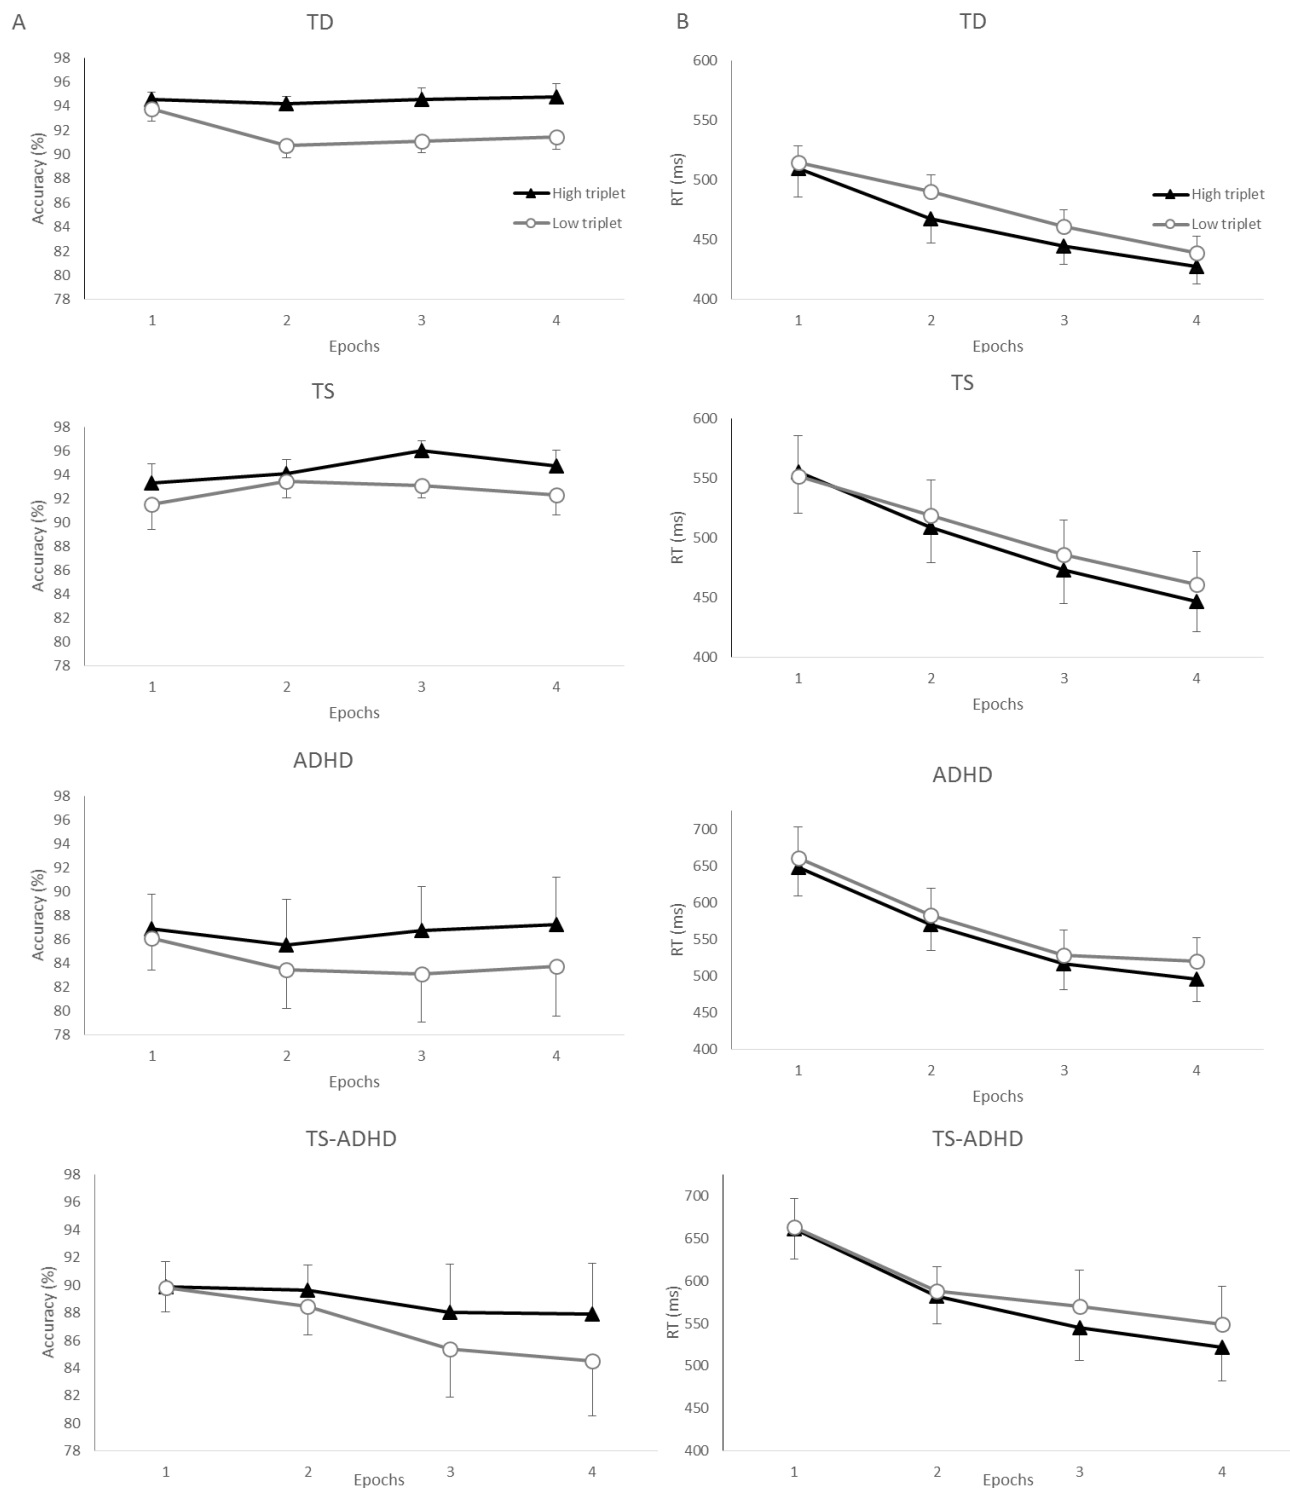 A
TD
98
96
94
92
90
88
86
84
82
80
78
Accuracy (%)
High triplet
Low triplet
1 2 3 4
Epochs
B
TD
600
550
500
450
400
RT (ms)
High triplet
Low triplet
1 2 3 4
Epochs
TS
98
96
94
92
90
88
86
84
82
80
78
Accuracy (%)
1 2 3 4
Epochs
TS
600
550
500
450
400
RT (ms)
1 2 3 4
Epochs
ADHD
98
96
94
92
90
88
86
84
82
80
78
Accuracy (%)
1 2 3 4
Epochs
ADHD
700
650
600
550
500
450
400
RT (ms)
1 2 3 4
Epochs
TS-ADHD
98
96
94
92
90
88
86
84
82
80
78
Accuracy (%)
1 2 3 4
Epochs
TS-ADHD
700
650
600
550
500
450
400
RT (ms)
1 2 3 4
Epochs